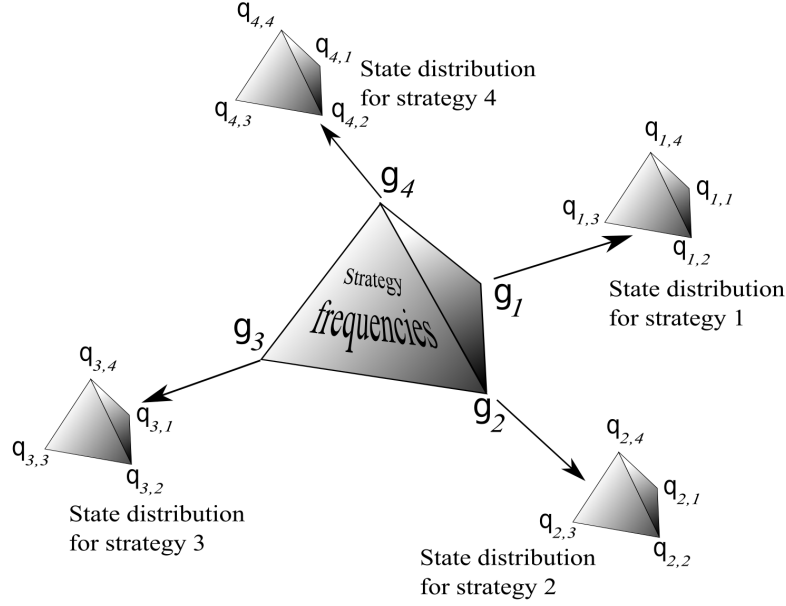 q4,4
q4,1
State distribution
for strategy 4
q4,3
q4,2
g4
q1,4
q1,1
q1,3
q1,2
g1
State distribution
for strategy 1
Strategy
frequencies
g3
g2
q3,4
q3,1
q3,3
q3,2
State distribution
for strategy 3
q2,4
q2,1
q2,3
q2,2
State distribution
for strategy 2